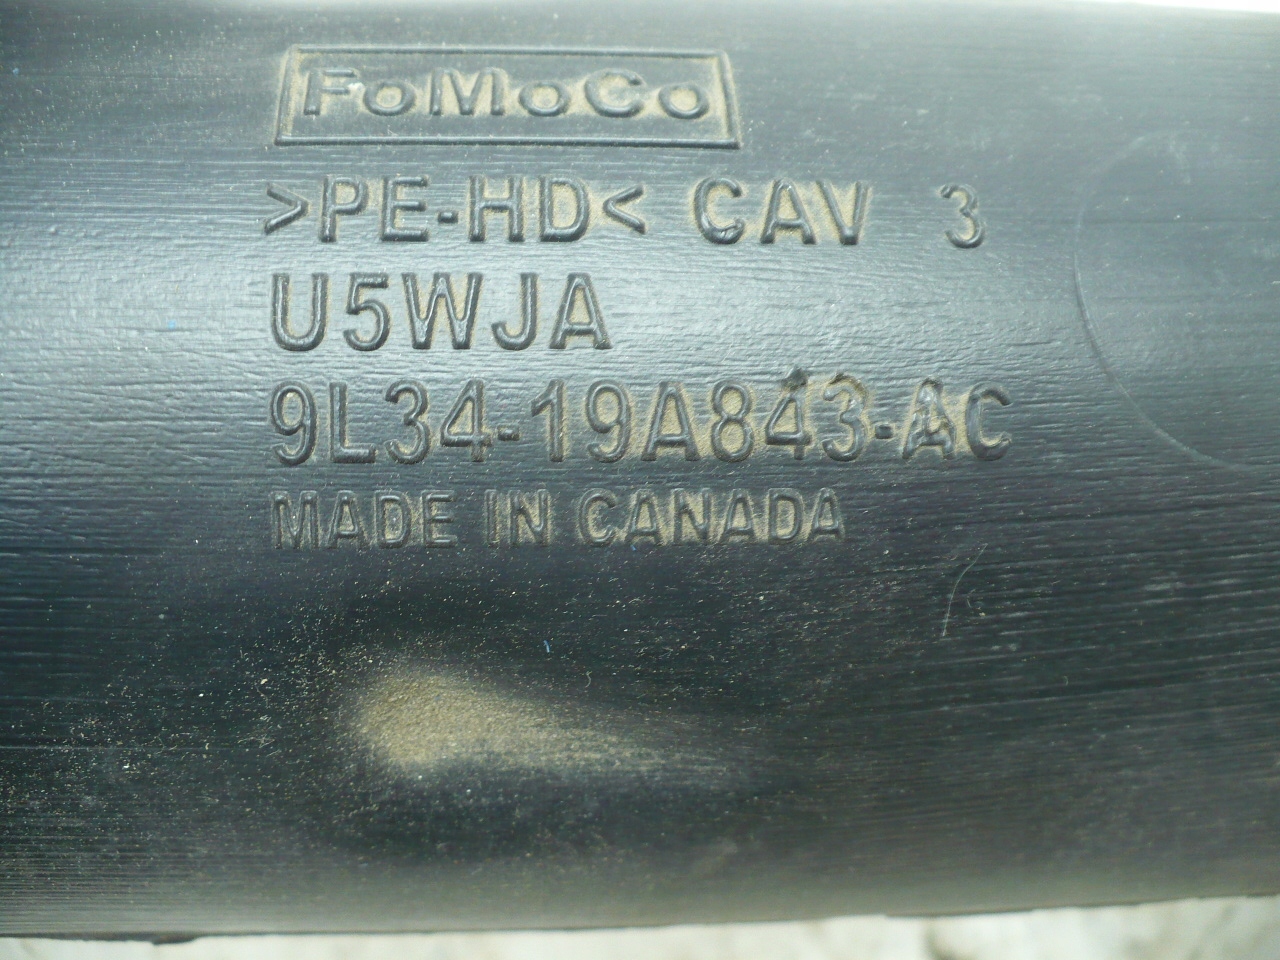 FoMoCo
>PE-HD< CAV 3
U5WJA
9L34-19A843-AC
MADE IN CANADA